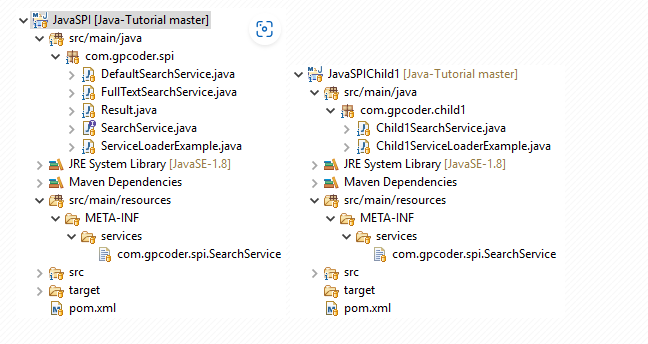 JavaSPI [Java-Tutorial master]
src/main/java
com.gpcoder.spi
DefaultSearchService.java
FullTextSearchService.java
Result.java
SearchService.java
ServiceLoaderExample.java
JRE System Library [JavaSE-1.8]
Maven Dependencies
src/main/resources
META-INF
services
com.gpcoder.spi.SearchService
src
target
pom.xml
JavaSPIChild1 [Java-Tutorial master]
src/main/java
com.gpcoder.child1
Child1SearchService.java
Child1ServiceLoaderExample.java
JRE System Library [JavaSE-1.8]
Maven Dependencies
src/main/resources
META-INF
services
com.gpcoder.spi.SearchService
src
target
pom.xml